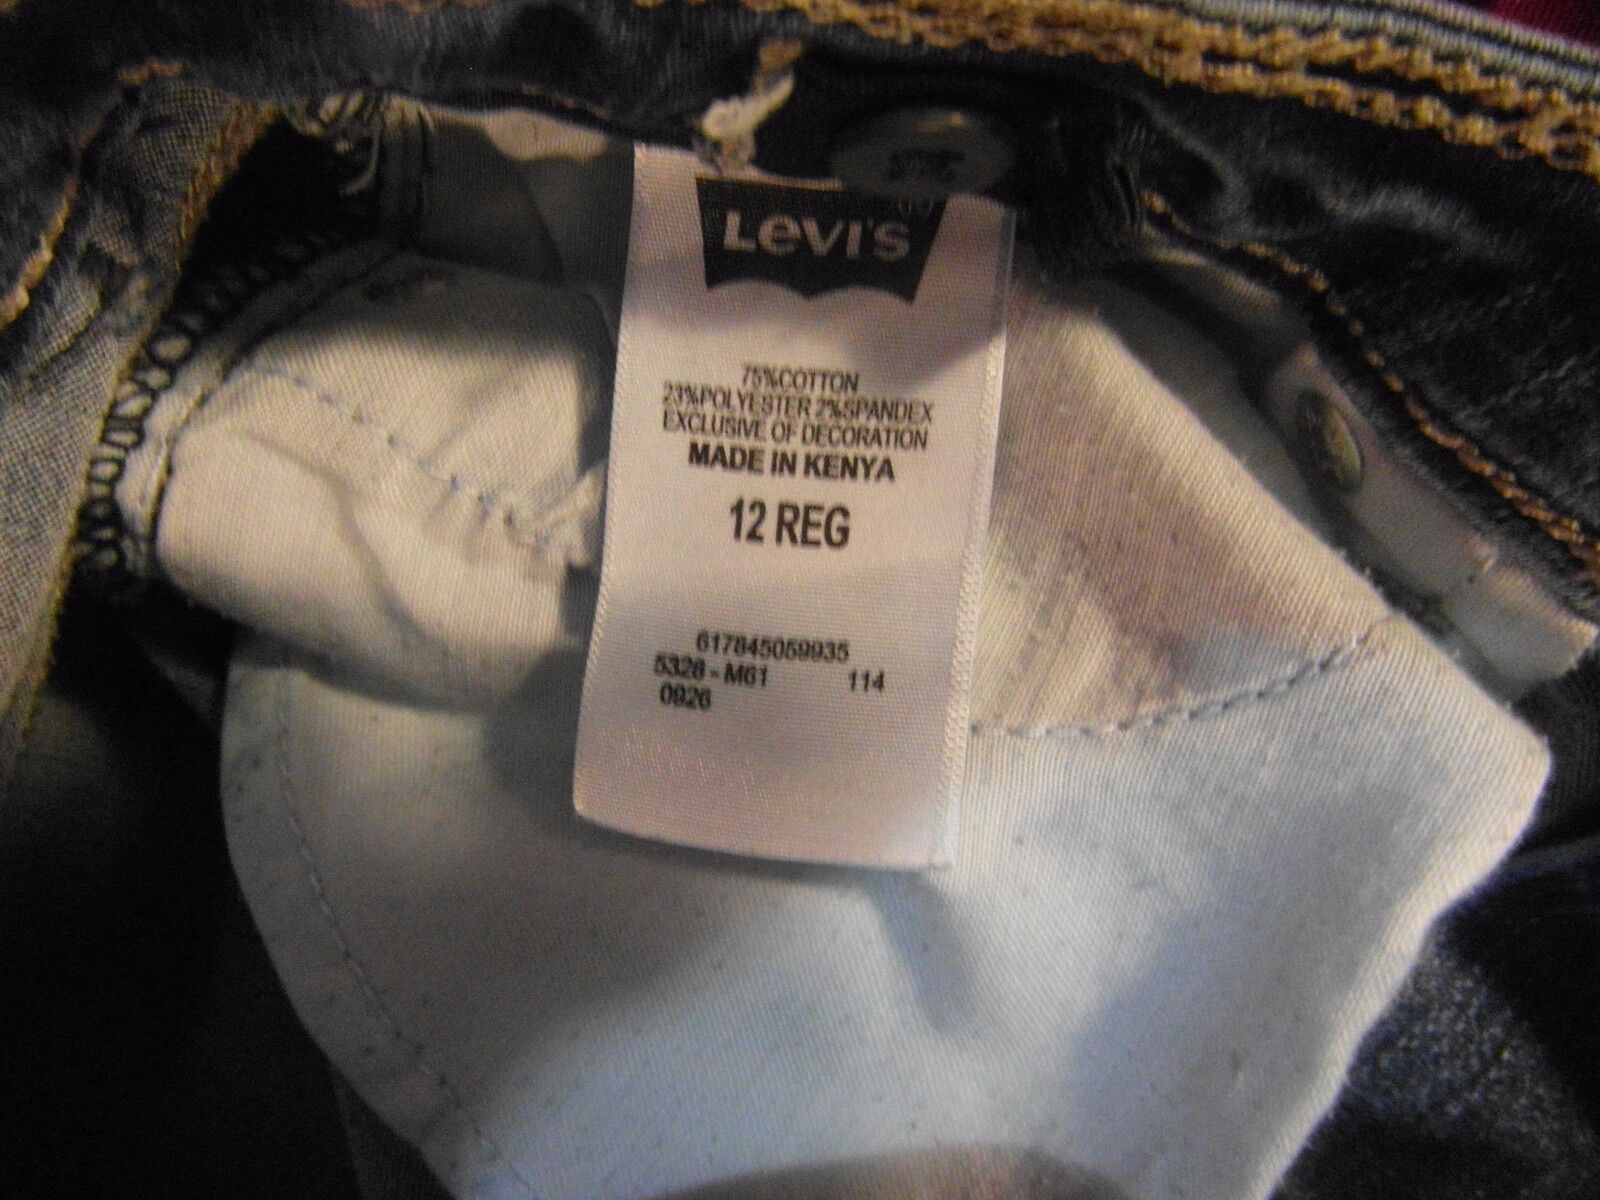 Levi's
75%COTTON
23%POLYESTER 2%SPANDEX
EXCLUSIVE OF DECORATION
MADE IN KENYA
12 REG
617845059935
5328 - M61 114
0926